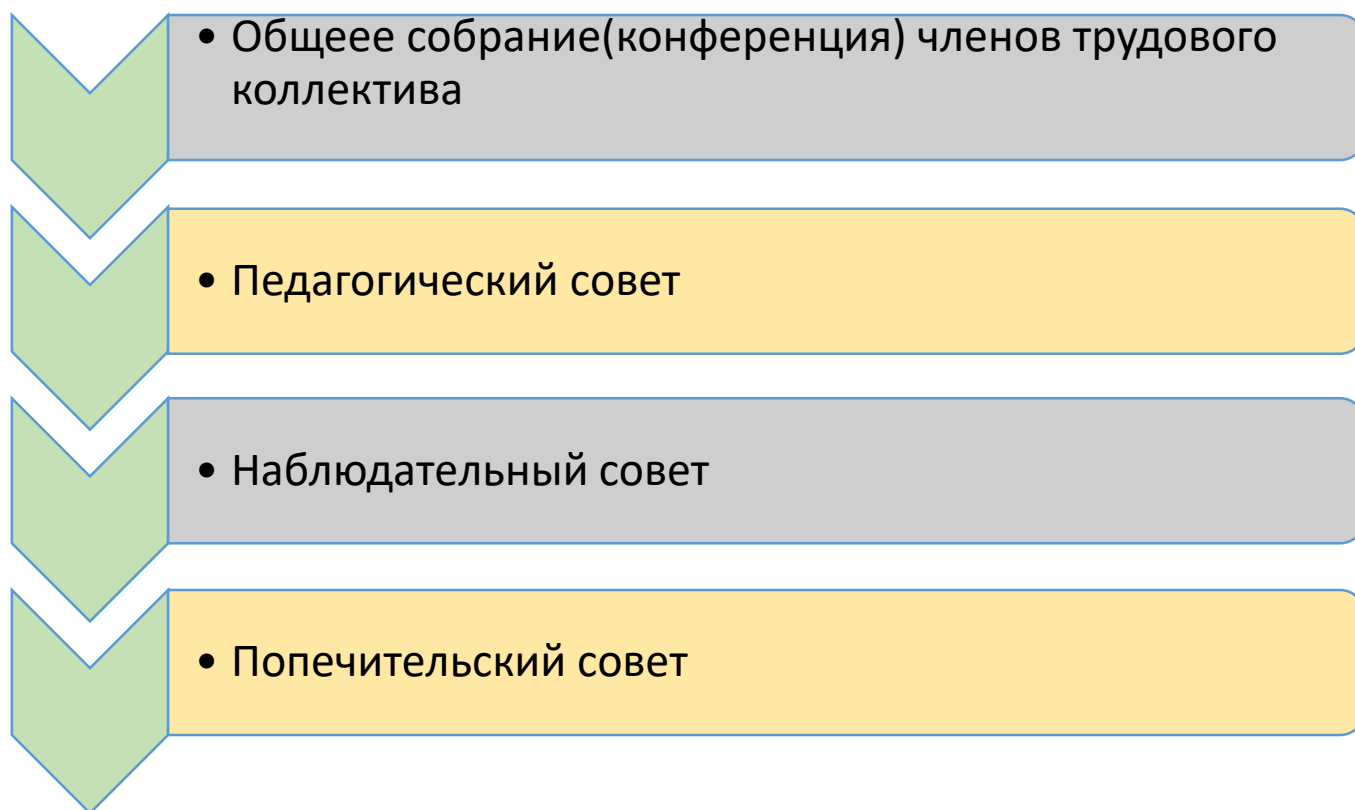 • Общеее собрание(конференция) членов трудового
коллектива
• Педагогический совет
• Наблюдательный совет
• Попечительский совет